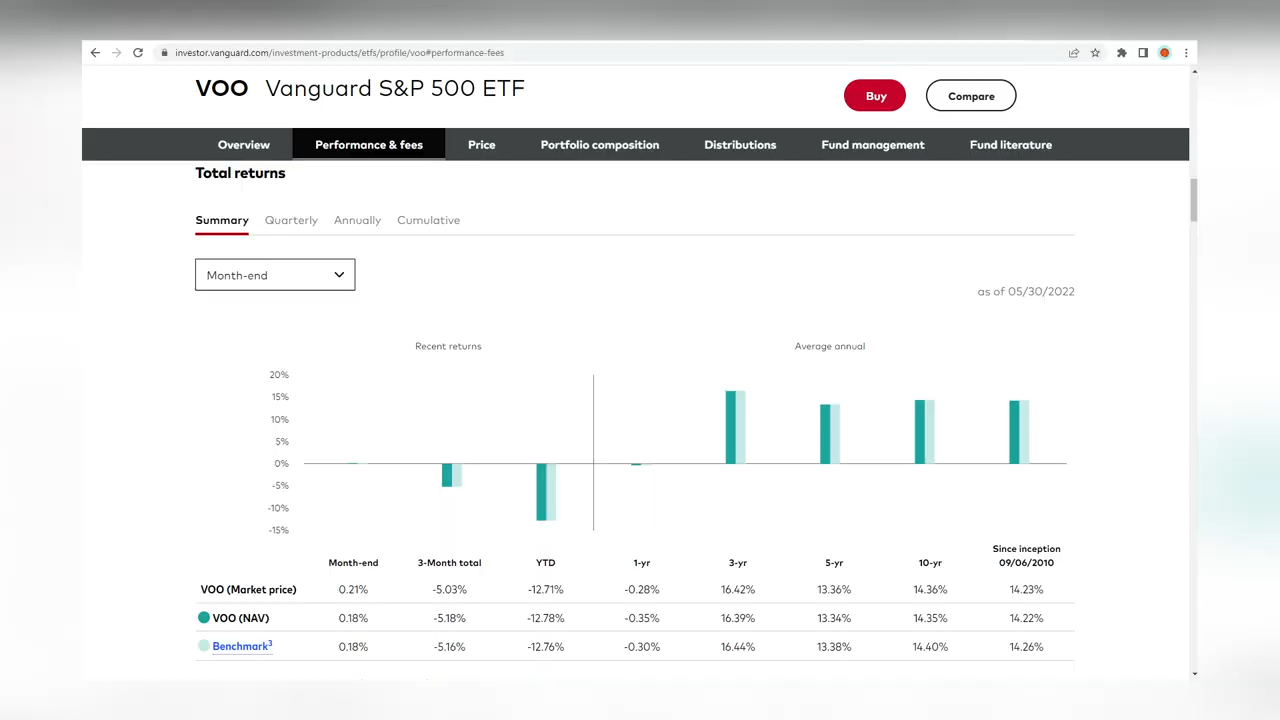 investor.vanguard.com/investment-products/etfs/profile/voo#performance-fees
VOO Vanguard S&P 500 ETF
Buy
Compare
Overview Performance & fees Price Portfolio composition Distributions Fund management Fund literature
Total returns
Summary Quarterly Annually Cumulative
Month-end
as of 05/30/2022
Recent returns Average annual
20%
15%
10%
5%
0%
-5%
-10%
-15%
Since inception
Month-end 3-Month total YTD 1-yr 3-yr 5-yr 10-yr 09/06/2010
VOO (Market price) 0.21% -5.03% -12.71% -0.28% 16.42% 13.36% 14.36% 14.23%
VOO (NAV) 0.18% -5.18% -12.78% -0.35% 16.39% 13.34% 14.35% 14.22%
Benchmark3 0.18% -5.16% -12.76% -0.30% 16.44% 13.38% 14.40% 14.26%